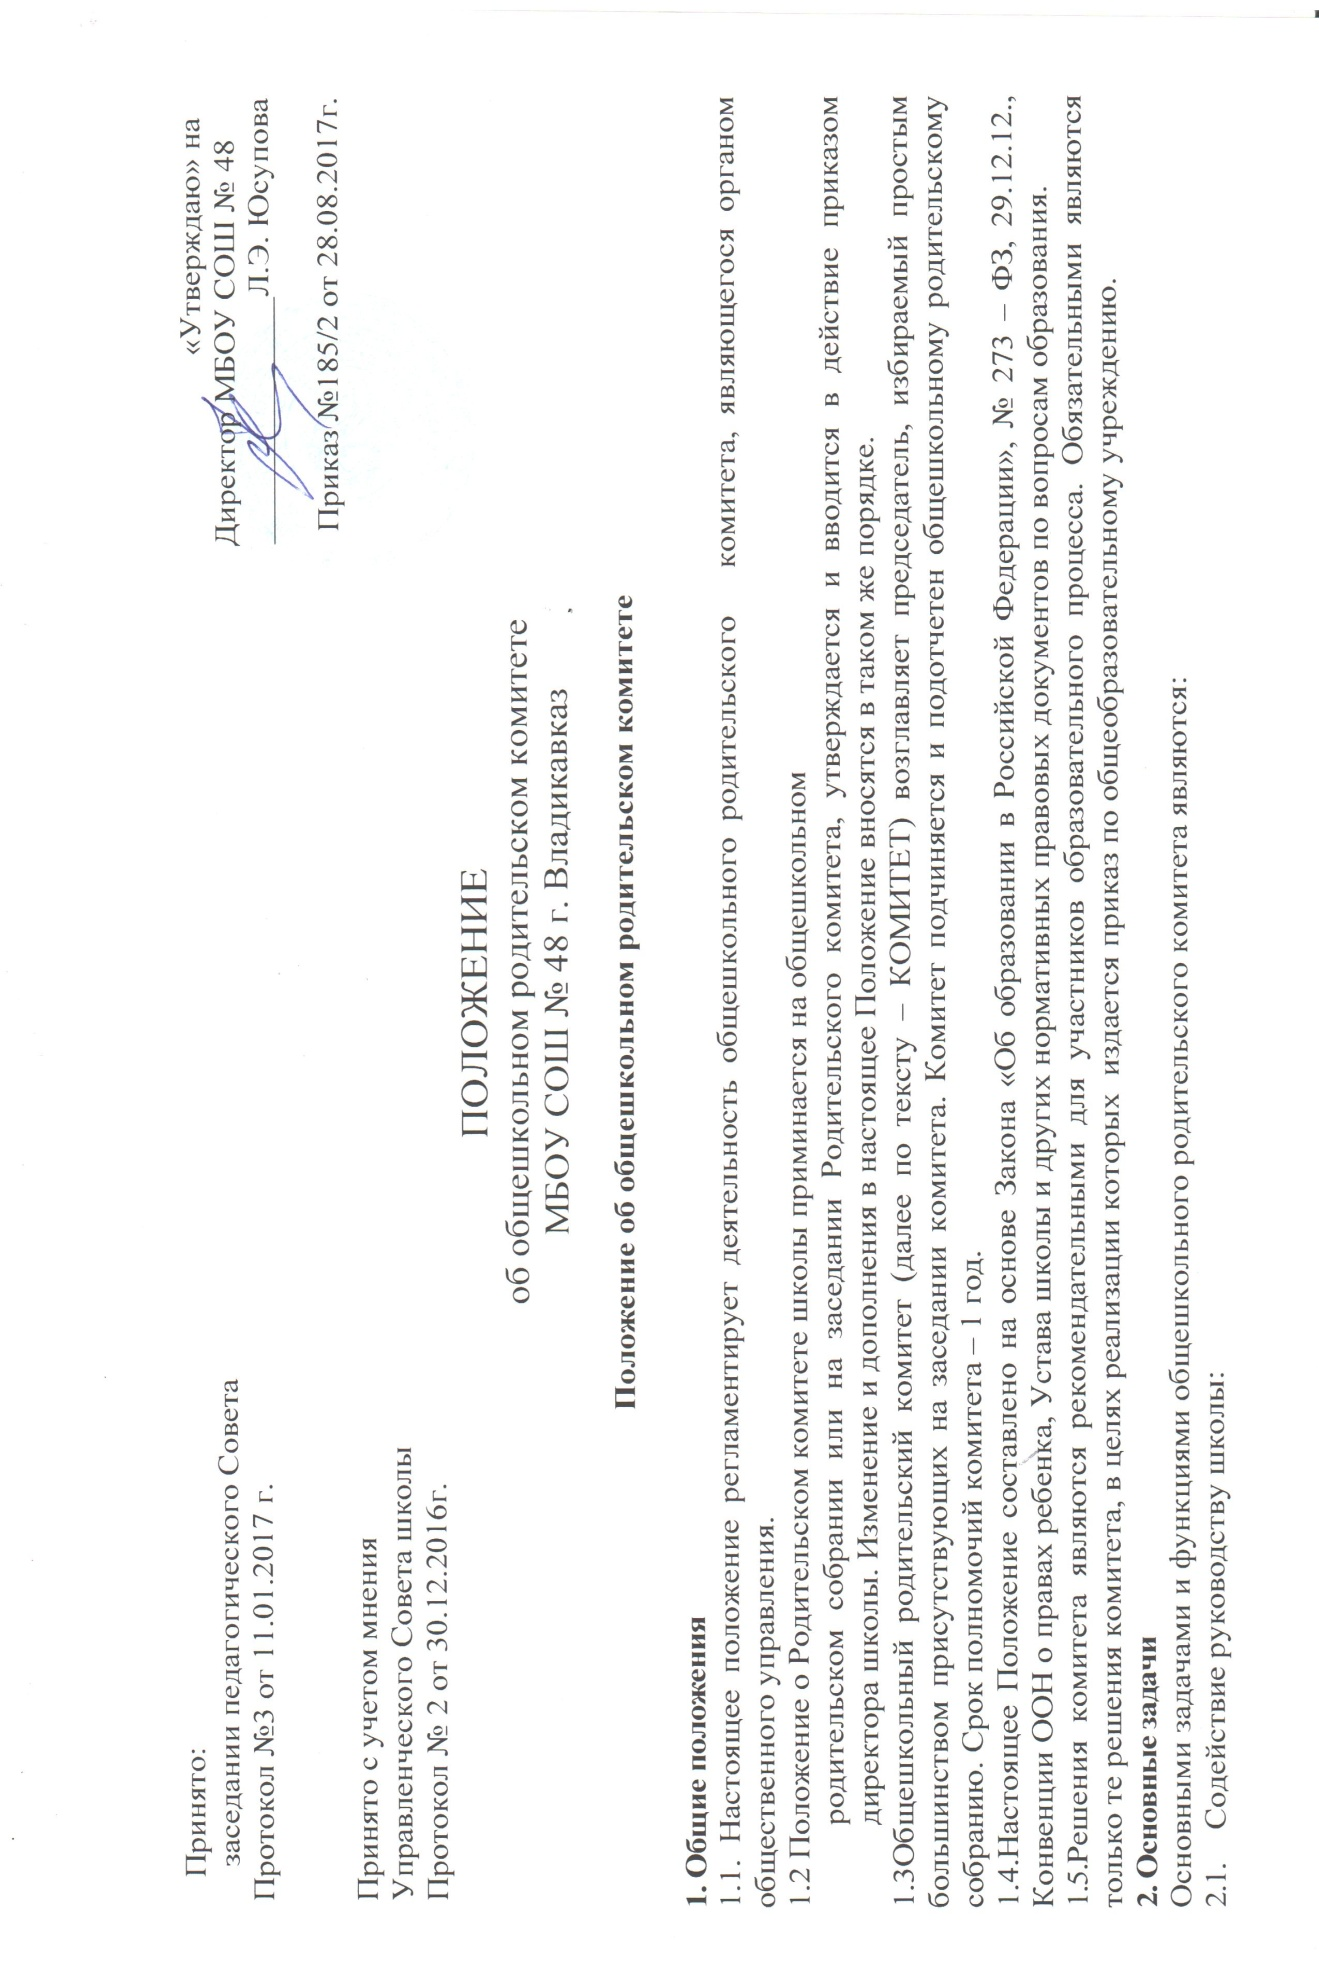 Принято:
заседании педагогического Совета
Протокол №3 от 11.01.2017 г.
Принято с учетом мнения
Управленческого Совета школы
Протокол № 2 от 30.12.2016г.
«Утверждаю» на
Директор МБОУ СОШ № 48
Л.Э. Юсупова
Приказ №185/2 от 28.08.2017г.
ПОЛОЖЕНИЕ
об общешкольном родительском комитете
МБОУ СОШ № 48 г. Владикавказ
Положение об общешкольном родительском комитете
1. Общие положения
1.1. Настоящее положение регламентирует деятельность общешкольного родительского комитета, являющегося органом
общественного управления.
1.2 Положение о Родительском комитете школы приминается на общешкольном
родительском собрании или на заседании Родительского комитета, утверждается и вводится в действие приказом
директора школы. Изменение и дополнения в настоящее Положение вносятся в таком же порядке.
1.3Общешкольный родительский комитет (далее по тексту – КОМИТЕТ) возглавляет председатель, избираемый простым
большинством присутствующих на заседании комитета. Комитет подчиняется и подотчетен общешкольному родительскому
собранию. Срок полномочий комитета – 1 год.
1.4.Настоящее Положение составлено на основе Закона «Об образовании в Российской Федерации», № 273 – ФЗ, 29.12.12.,
Конвенции ООН о правах ребенка, Устава школы и других нормативных правовых документов по вопросам образования.
1.5.Решения комитета являются рекомендательными для участников образовательного процесса. Обязательными являются
только те решения комитета, в целях реализации которых издается приказ по общеобразовательному учреждению.
2. Основные задачи
Основными задачами и функциями общешкольного родительского комитета являются:
2.1. Содействие руководству школы: